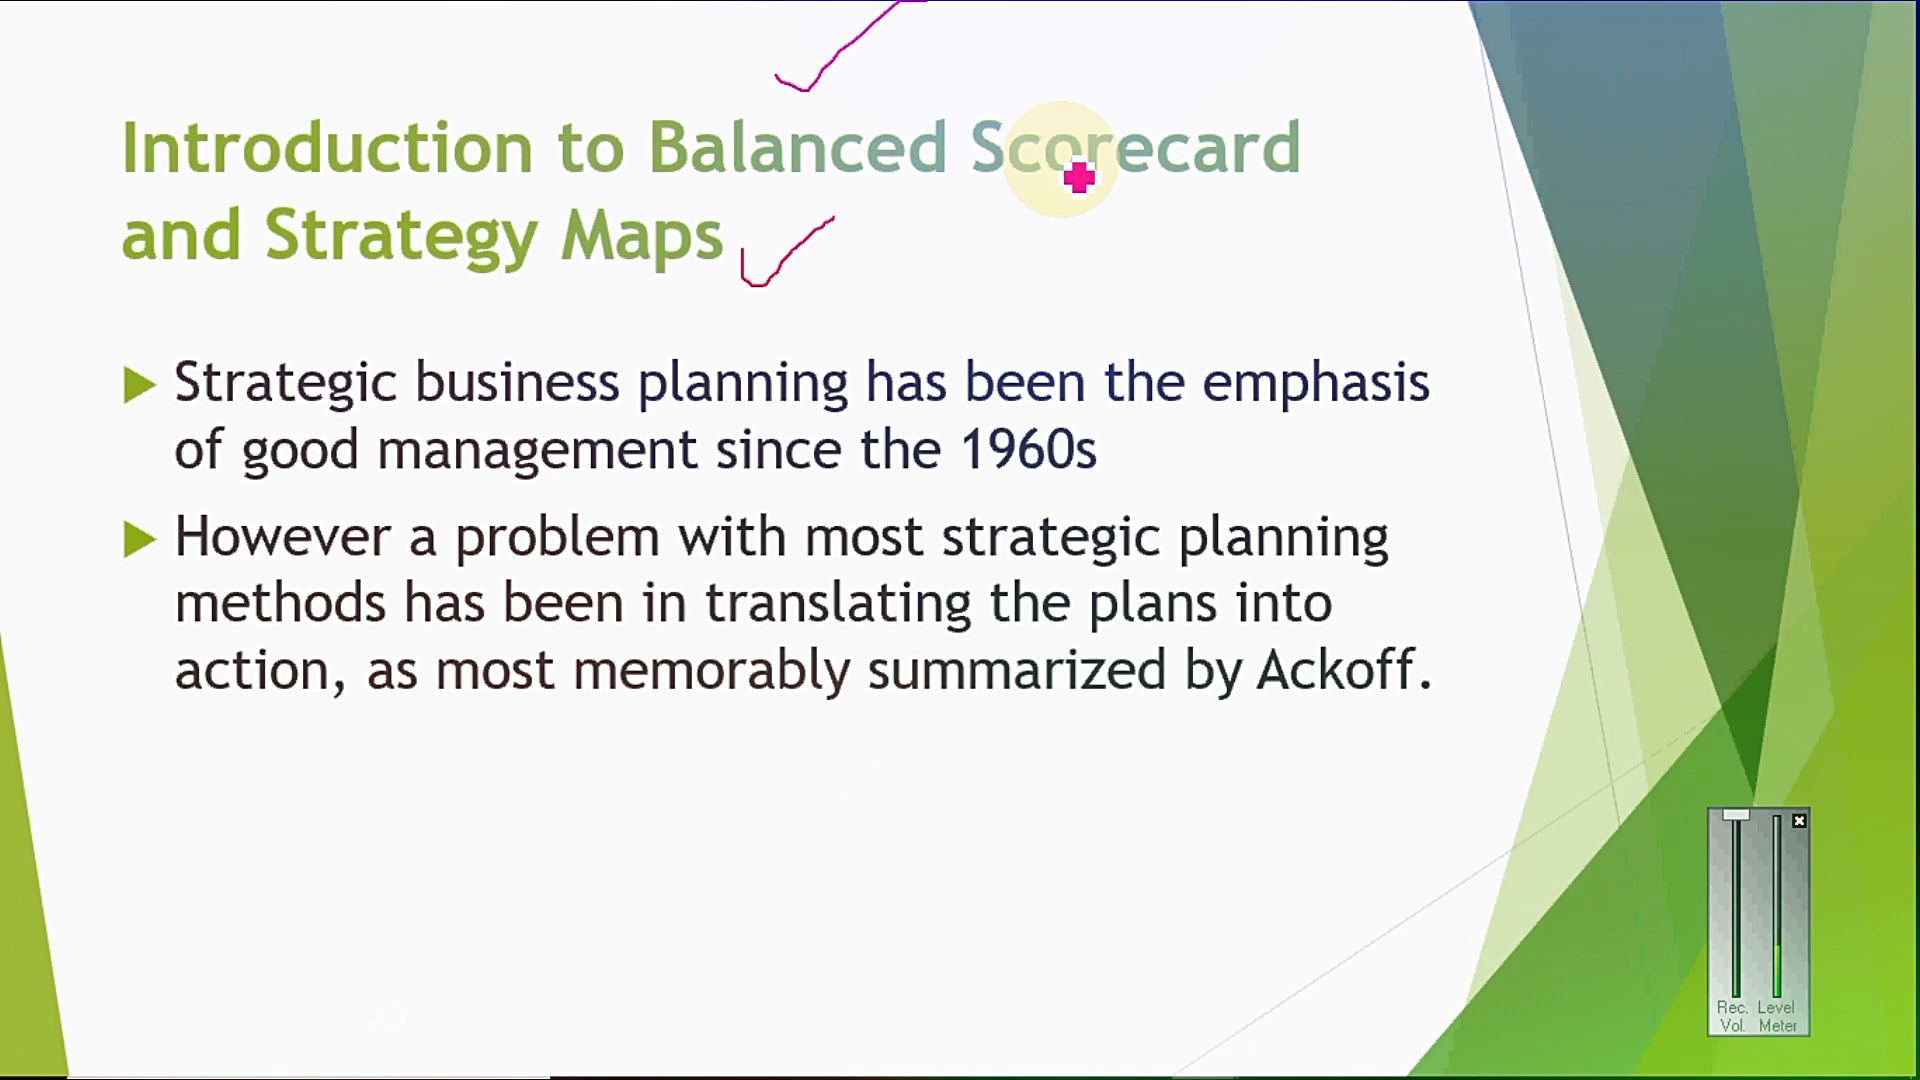 Introduction to Balanced Scorecard
and Strategy Maps
Strategic business planning has been the emphasis
of good management since the 1960s
However a problem with most strategic planning
methods has been in translating the plans into
action, as most memorably summarized by Ackoff.
Rec. Level
Vol. Meter